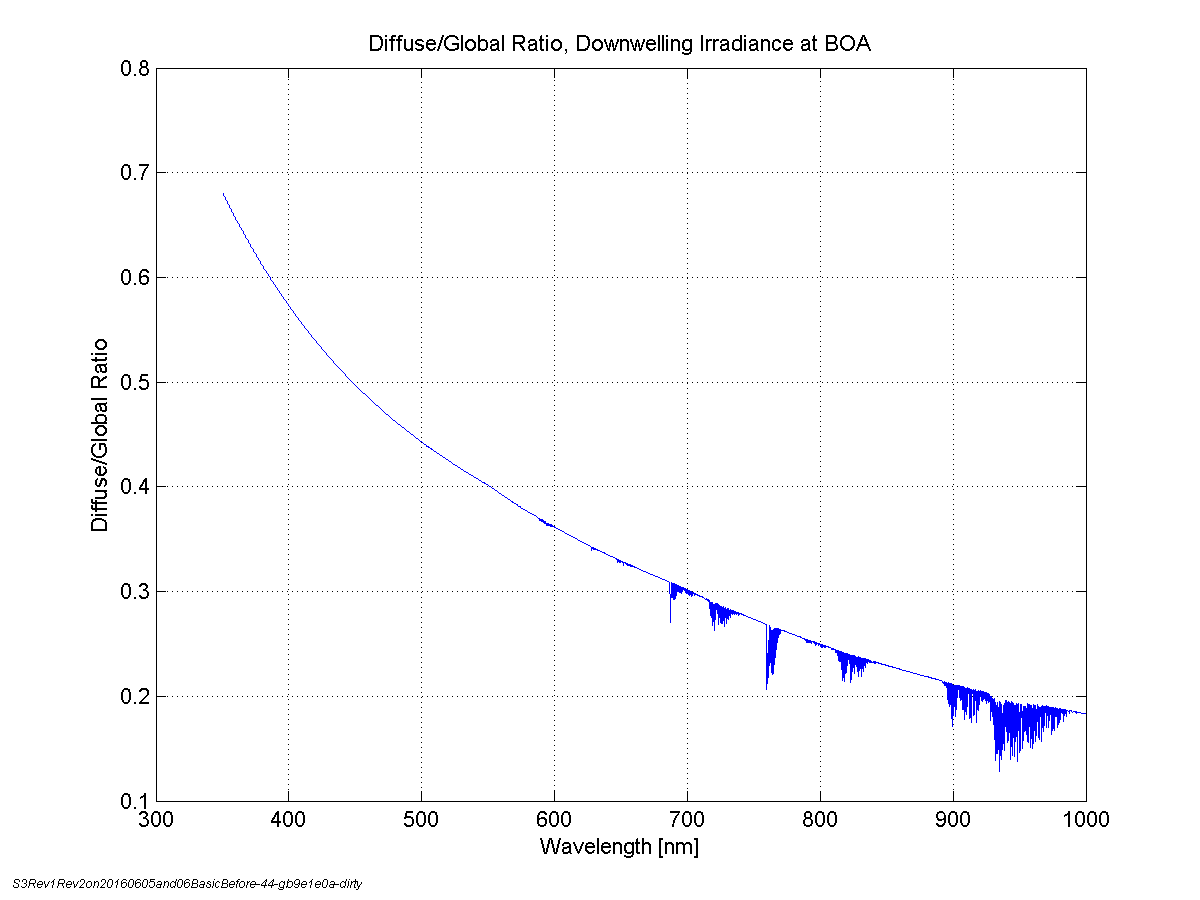 Diffuse/Global Ratio, Downwelling Irradiance at BOA
0.8
0.7
0.6
0.5
0.4
0.3
0.2
0.1
Diffuse/Global Ratio
300 400 500 600 700 800 900 1000
Wavelength [nm]
S3Rev1Rev2on20160605and06BasicBefore-44-gb9e1e0a-dirty